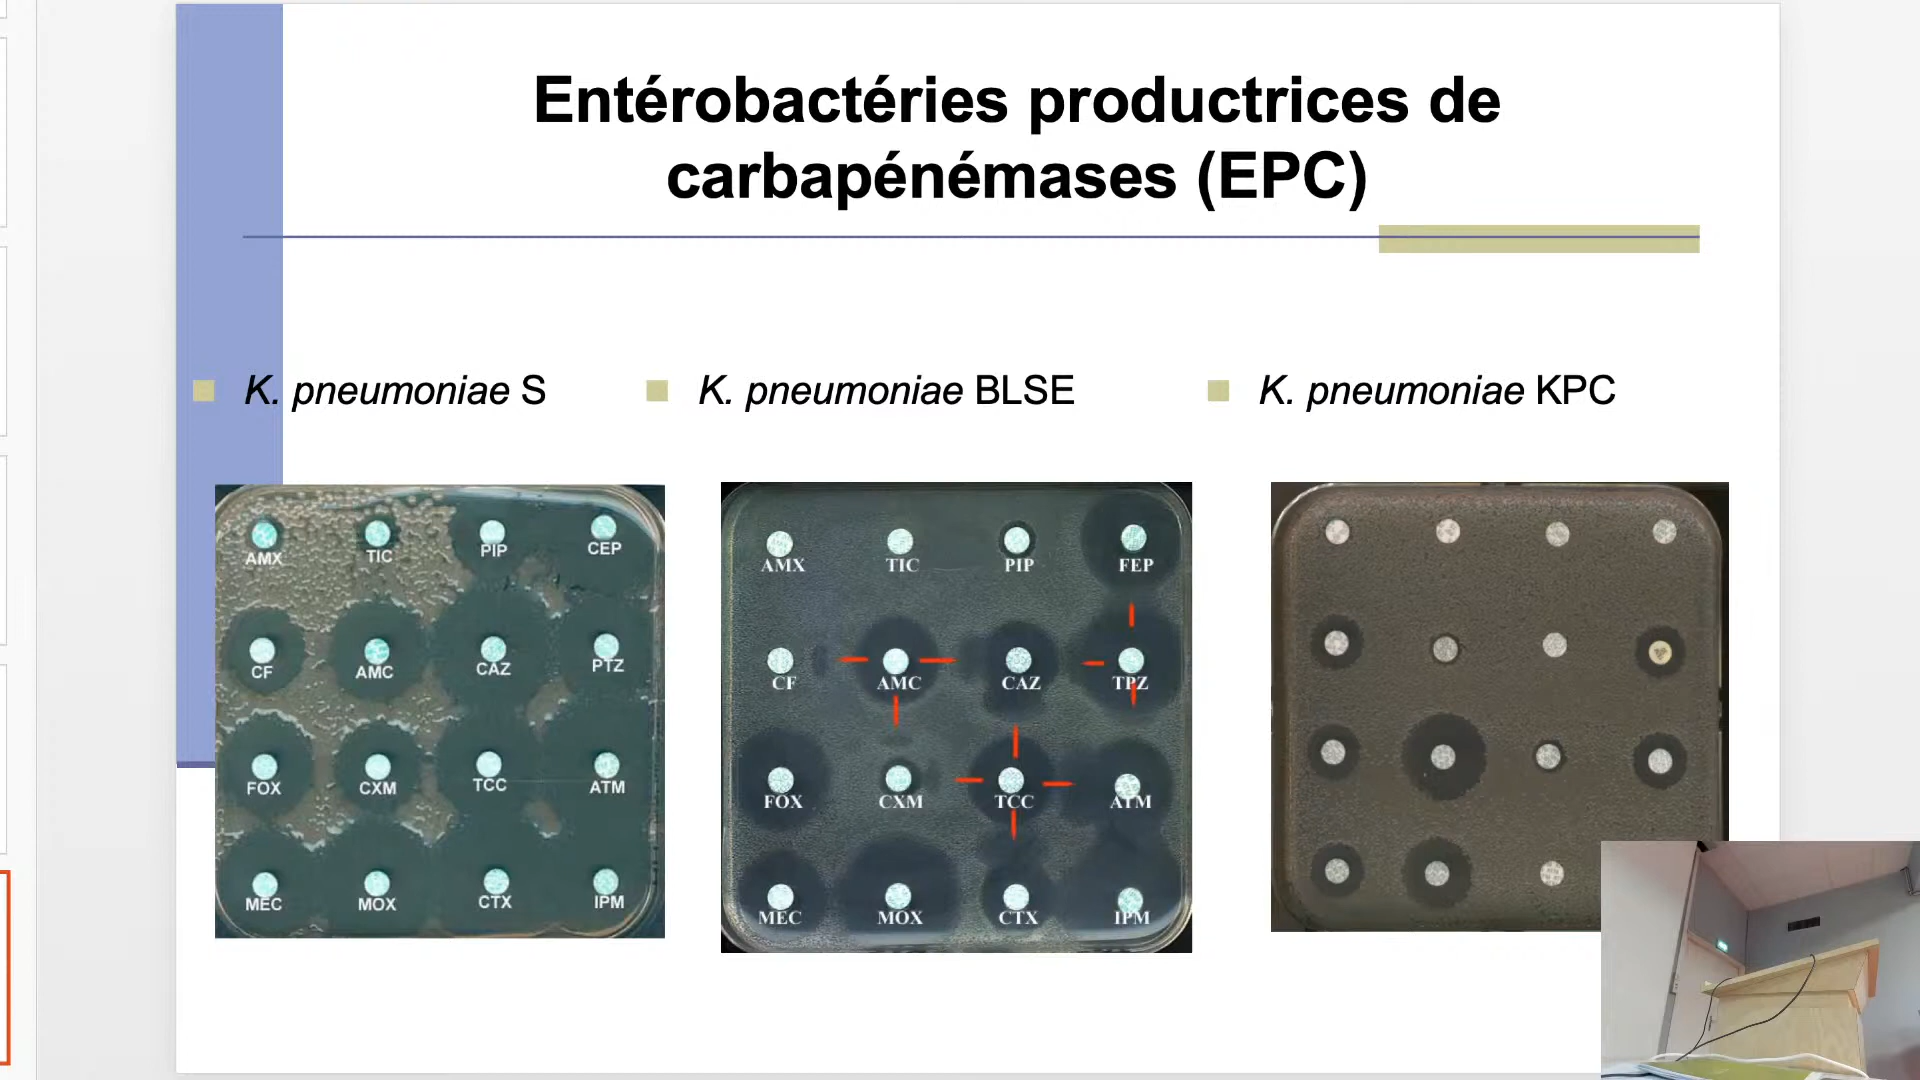 Entérobactéries productrices de
carbapénémases (EPC)
K. pneumoniae S
K. pneumoniae BLSE
K. pneumoniae KPC
AMX TIC PIP CEP
CF AMC CAZ PTZ
FOX CXM TCC ATM
MEC MOX CTX IPM
AMX TIC PIP FEP
CF AMC CAZ TPZ
FOX CXM TCC ATM
MEC MOX CTX IPM